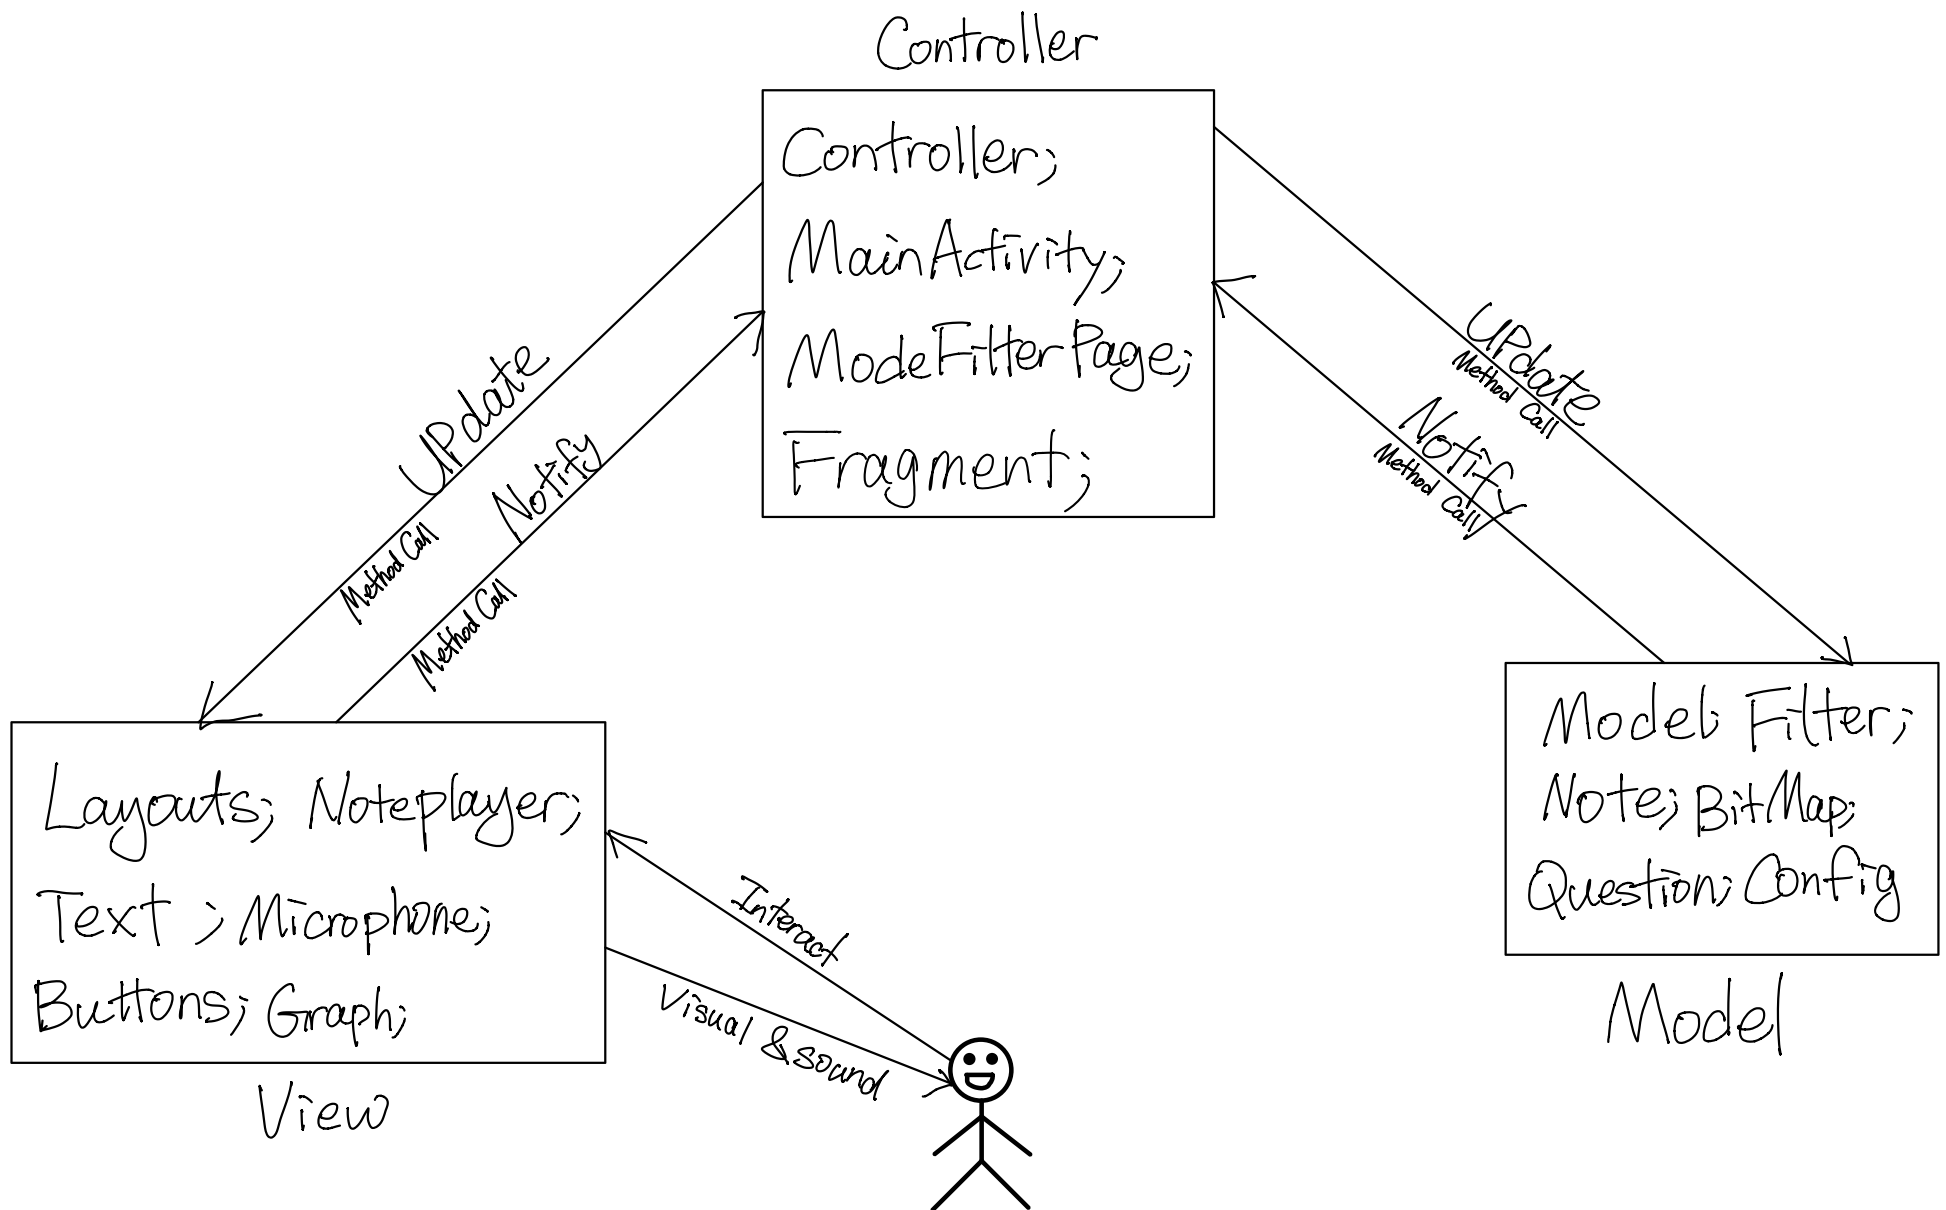 Controller
Controller;
MainActivity;
ModeFilterPage;
Fragment;
UPdate
Method Call
Notify
Method Call
UPdate
Method Call
Notify
Method Call
Layouts; Noteplayer;
Text ; Microphone;
Buttons; Graph;
View
Interact
Visual & sound
Model; Filter;
Note; BitMap;
Question; Config
Model